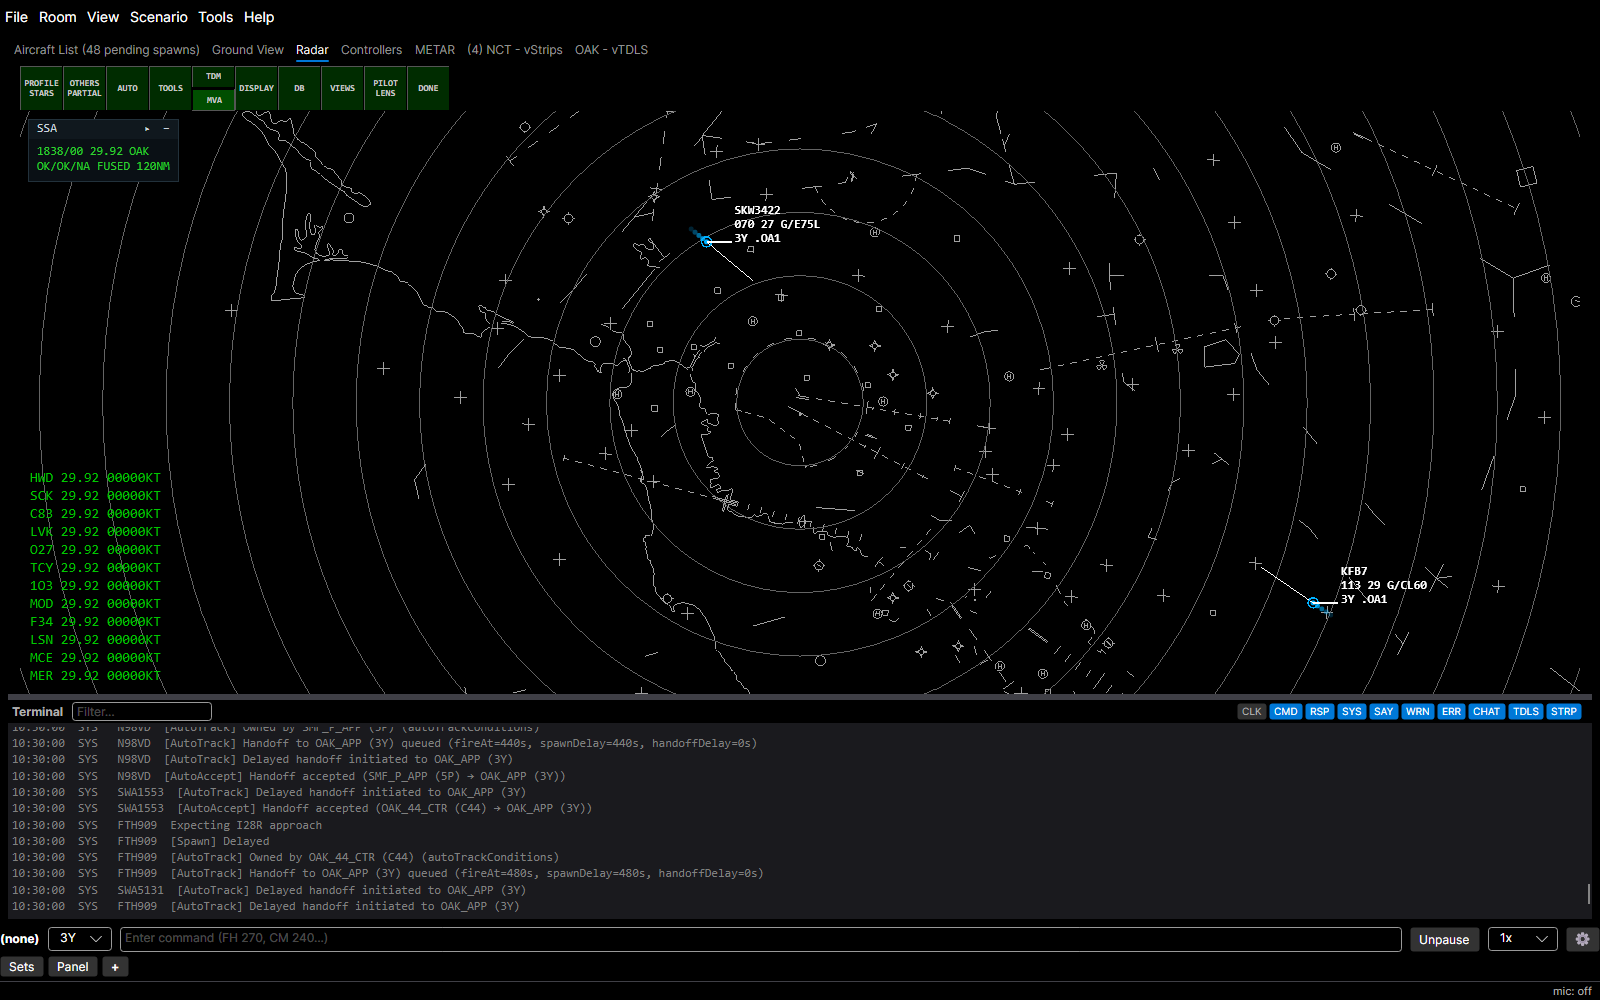 File Room View Scenario Tools Help
Aircraft List (48 pending spawns) Ground View Radar Controllers METAR (4) NCT - vStrips OAK - vTDLS
PROFILE STARS
OTHERS PARTIAL
AUTO
TOOLS
TDM
MVA
DISPLAY
DB
VIEWS
PILOT LENS
DONE
SSA
1838/00 29.92 OAK
OK/OK/NA FUSED 120NM
SKW3422
070 27 G/E75L
3Y .OA1
KFB7
113 29 G/CL60
3Y .OA1
HWD 29.92 00000KT
SCK 29.92 00000KT
C83 29.92 00000KT
LVK 29.92 00000KT
O27 29.92 00000KT
TCY 29.92 00000KT
1O3 29.92 00000KT
MOD 29.92 00000KT
F34 29.92 00000KT
LSN 29.92 00000KT
MCE 29.92 00000KT
MER 29.92 00000KT
Terminal Filter... CLK CMD RSP SYS SAY WRN ERR CHAT TDLS STRP
10:30:00 SYS N98VD [AutoTrack] Owned by SMF_P_APP (5P) (autoTrackConditions)
10:30:00 SYS N98VD [AutoTrack] Handoff to OAK_APP (3Y) queued (fireAt=440s, spawnDelay=440s, handoffDelay=0s)
10:30:00 SYS N98VD [AutoTrack] Delayed handoff initiated to OAK_APP (3Y)
10:30:00 SYS N98VD [AutoAccept] Handoff accepted (SMF_P_APP (5P) → OAK_APP (3Y))
10:30:00 SYS SWA1553 [AutoTrack] Delayed handoff initiated to OAK_APP (3Y)
10:30:00 SYS SWA1553 [AutoAccept] Handoff accepted (OAK_44_CTR (C44) → OAK_APP (3Y))
10:30:00 SYS FTH909 Expecting I28R approach
10:30:00 SYS FTH909 [Spawn] Delayed
10:30:00 SYS FTH909 [AutoTrack] Owned by OAK_44_CTR (C44) (autoTrackConditions)
10:30:00 SYS FTH909 [AutoTrack] Handoff to OAK_APP (3Y) queued (fireAt=480s, spawnDelay=480s, handoffDelay=0s)
10:30:00 SYS SWA5131 [AutoTrack] Delayed handoff initiated to OAK_APP (3Y)
10:30:00 SYS FTH909 [AutoTrack] Delayed handoff initiated to OAK_APP (3Y)
(none) 3Y Enter command (FH 270, CM 240...) Unpause 1x
Sets Panel +
mic: off